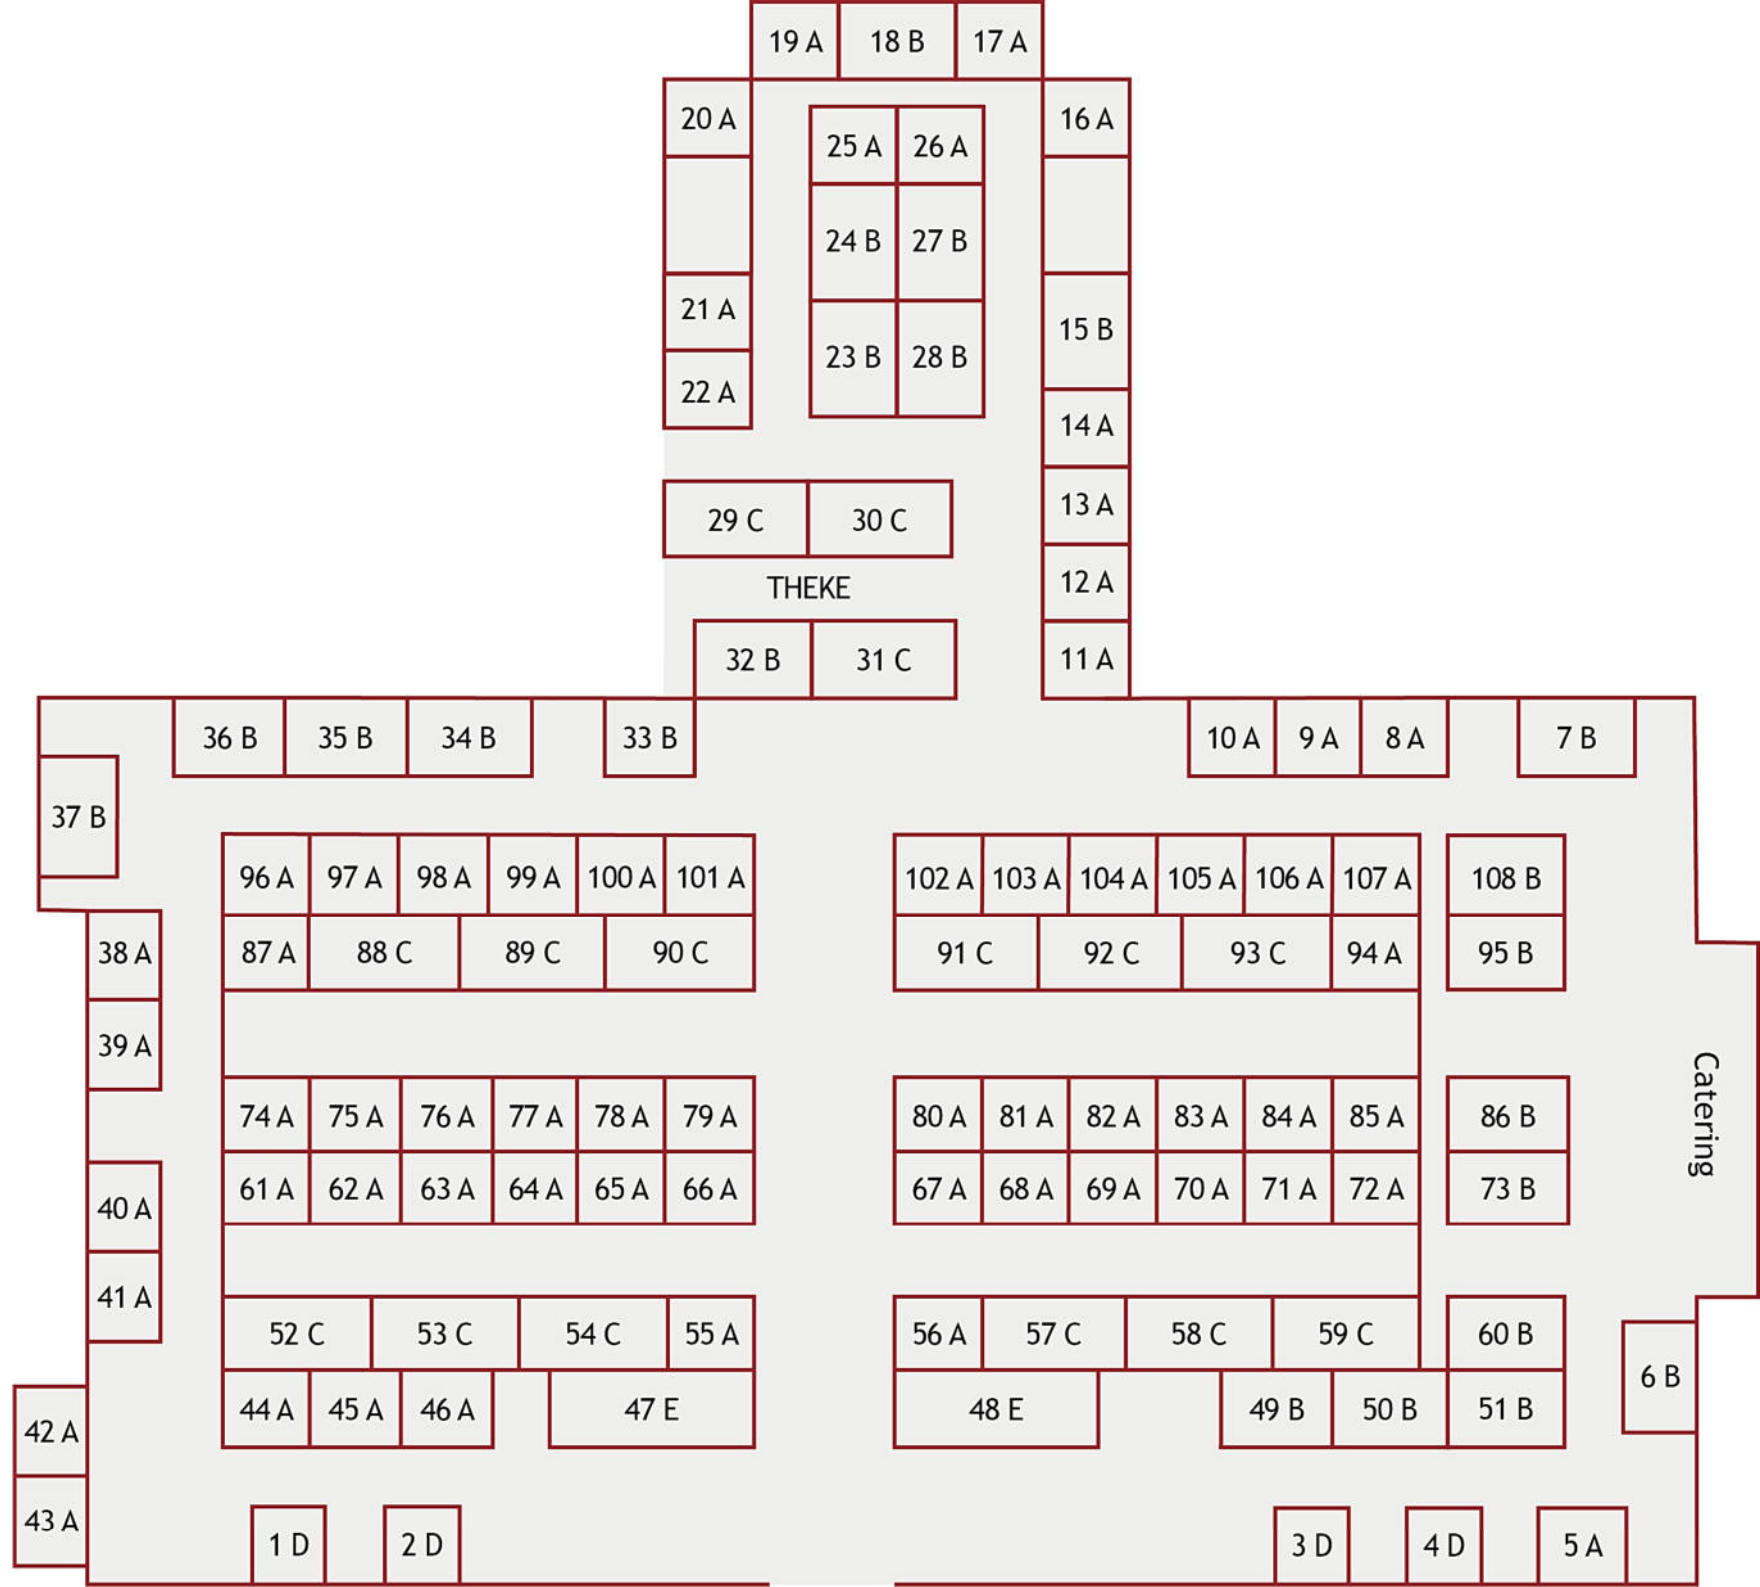 19 A 18 B 17 A
20 A 16 A
25 A 26 A
24 B 27 B
21 A
15 B
23 B 28 B
22 A
14 A
13 A
29 C 30 C
THEKE
12 A
32 B 31 C 11 A
36 B 35 B 34 B 33 B 10 A 9 A 8 A 7 B
37 B
96 A 97 A 98 A 99 A 100 A 101 A 102 A 103 A 104 A 105 A 106 A 107 A 108 B
38 A 87 A 88 C 89 C 90 C 91 C 92 C 93 C 94 A 95 B
39 A
Catering
74 A 75 A 76 A 77 A 78 A 79 A 80 A 81 A 82 A 83 A 84 A 85 A 86 B
61 A 62 A 63 A 64 A 65 A 66 A 67 A 68 A 69 A 70 A 71 A 72 A 73 B
40 A
41 A
52 C 53 C 54 C 55 A 56 A 57 C 58 C 59 C 60 B
6 B
44 A 45 A 46 A 47 E 48 E 49 B 50 B 51 B
42 A
43 A
1 D 2 D 3 D 4 D 5 A